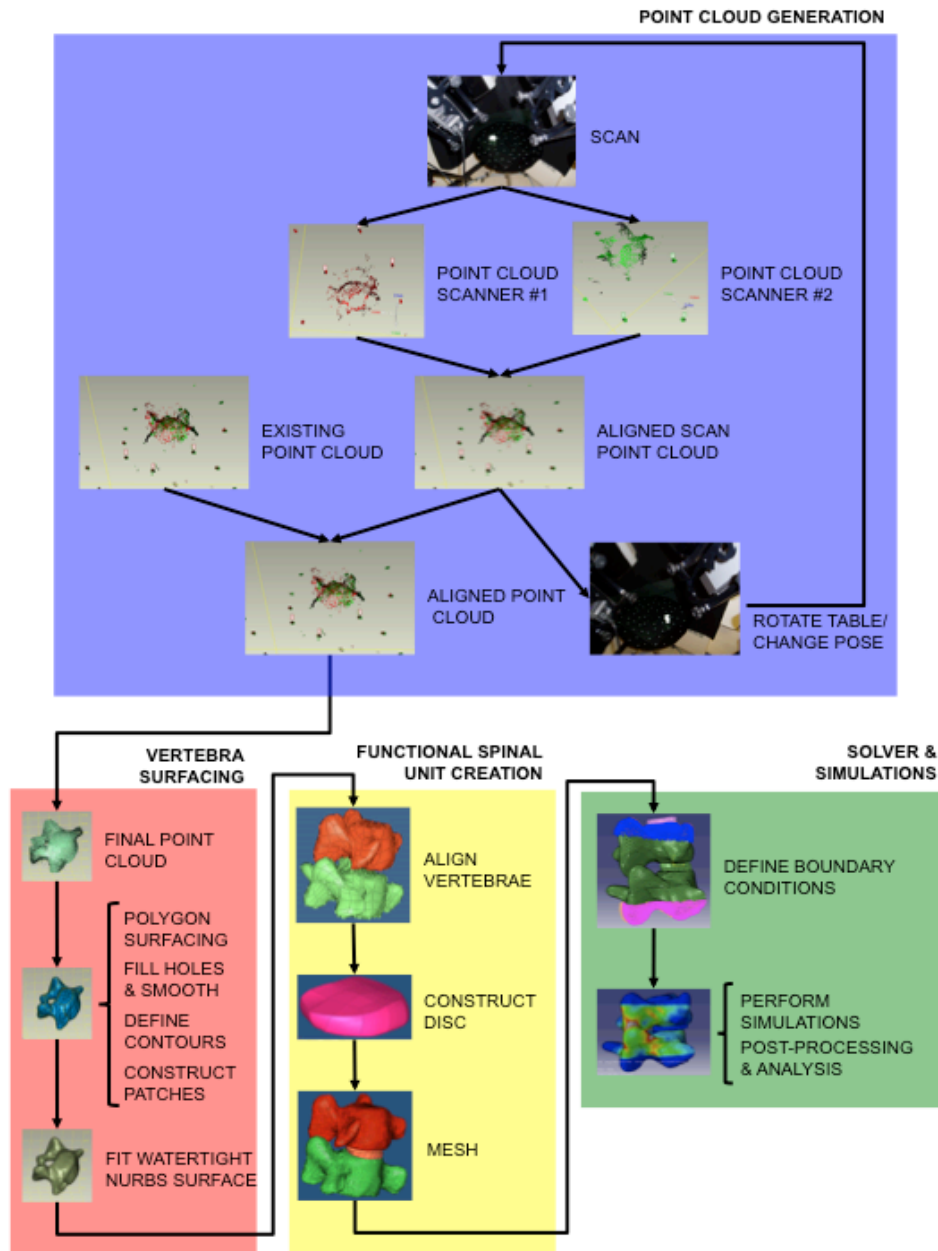 POINT CLOUD GENERATION
SCAN
POINT CLOUD
SCANNER #1
POINT CLOUD
SCANNER #2
EXISTING
POINT CLOUD
ALIGNED SCAN
POINT CLOUD
ALIGNED POINT
CLOUD
ROTATE TABLE/
CHANGE POSE
VERTEBRA
SURFACING
FINAL POINT
CLOUD
POLYGON
SURFACING
FILL HOLES
& SMOOTH
DEFINE
CONTOURS
CONSTRUCT
PATCHES
FIT WATERTIGHT
NURBS SURFACE
FUNCTIONAL SPINAL
UNIT CREATION
ALIGN
VERTEBRAE
CONSTRUCT
DISC
MESH
SOLVER &
SIMULATIONS
DEFINE BOUNDARY
CONDITIONS
PERFORM
SIMULATIONS
POST-PROCESSING
& ANALYSIS